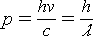 p = hν/c = h/λ